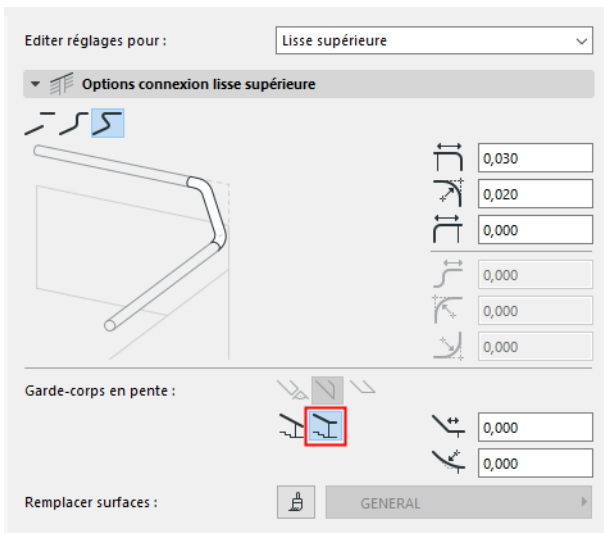 Editer réglages pour : Lisse supérieure
Options connexion lisse supérieure
0,030
0,020
0,000
0,000
0,000
0,000
Garde-corps en pente :
0,000
0,000
Remplacer surfaces : GENERAL